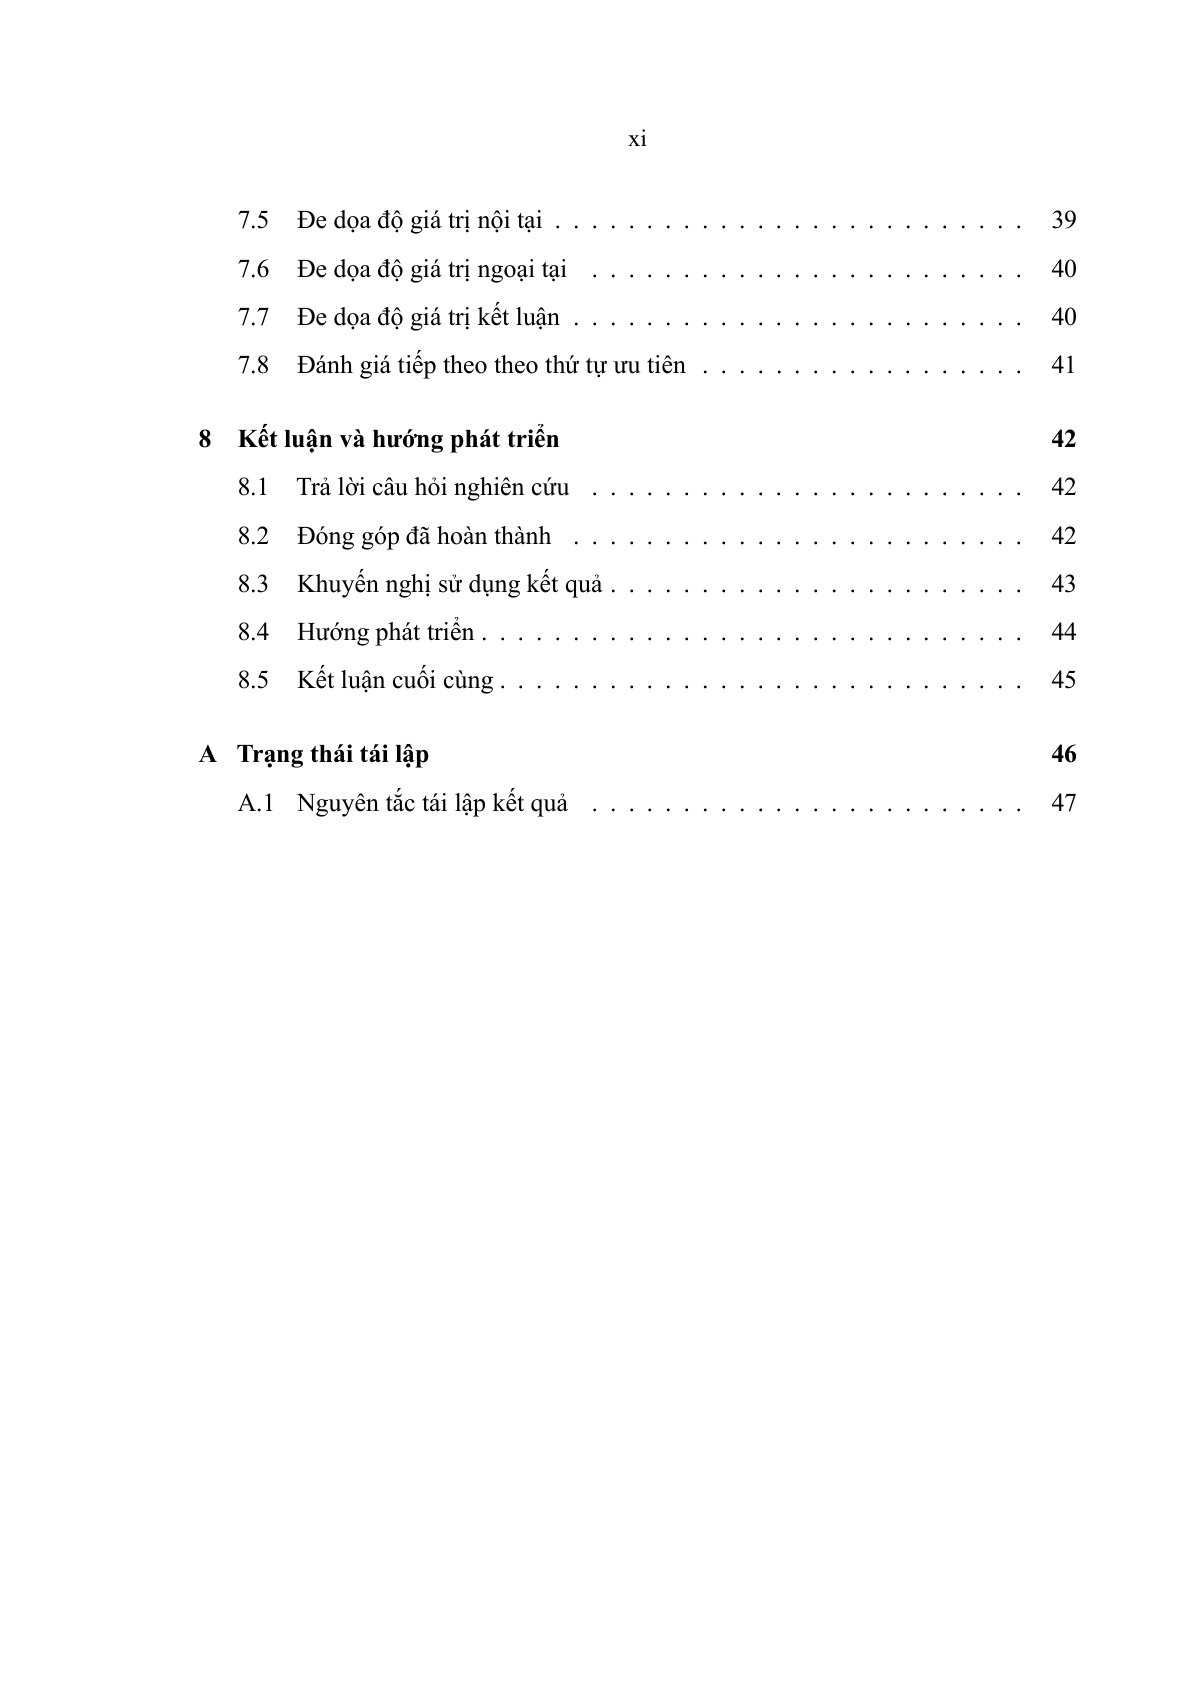 xi
7.5 Đe dọa độ giá trị nội tại . . . . . . . . . . . . . . . . . . . . . . . . . . 39
7.6 Đe dọa độ giá trị ngoại tại . . . . . . . . . . . . . . . . . . . . . . . . 40
7.7 Đe dọa độ giá trị kết luận . . . . . . . . . . . . . . . . . . . . . . . . . 40
7.8 Đánh giá tiếp theo theo thứ tự ưu tiên . . . . . . . . . . . . . . . . . . 41
8 Kết luận và hướng phát triển 42
8.1 Trả lời câu hỏi nghiên cứu . . . . . . . . . . . . . . . . . . . . . . . . 42
8.2 Đóng góp đã hoàn thành . . . . . . . . . . . . . . . . . . . . . . . . . 42
8.3 Khuyến nghị sử dụng kết quả . . . . . . . . . . . . . . . . . . . . . . . 43
8.4 Hướng phát triển . . . . . . . . . . . . . . . . . . . . . . . . . . . . . . 44
8.5 Kết luận cuối cùng . . . . . . . . . . . . . . . . . . . . . . . . . . . . . 45
A Trạng thái tái lập 46
A.1 Nguyên tắc tái lập kết quả . . . . . . . . . . . . . . . . . . . . . . . . 47